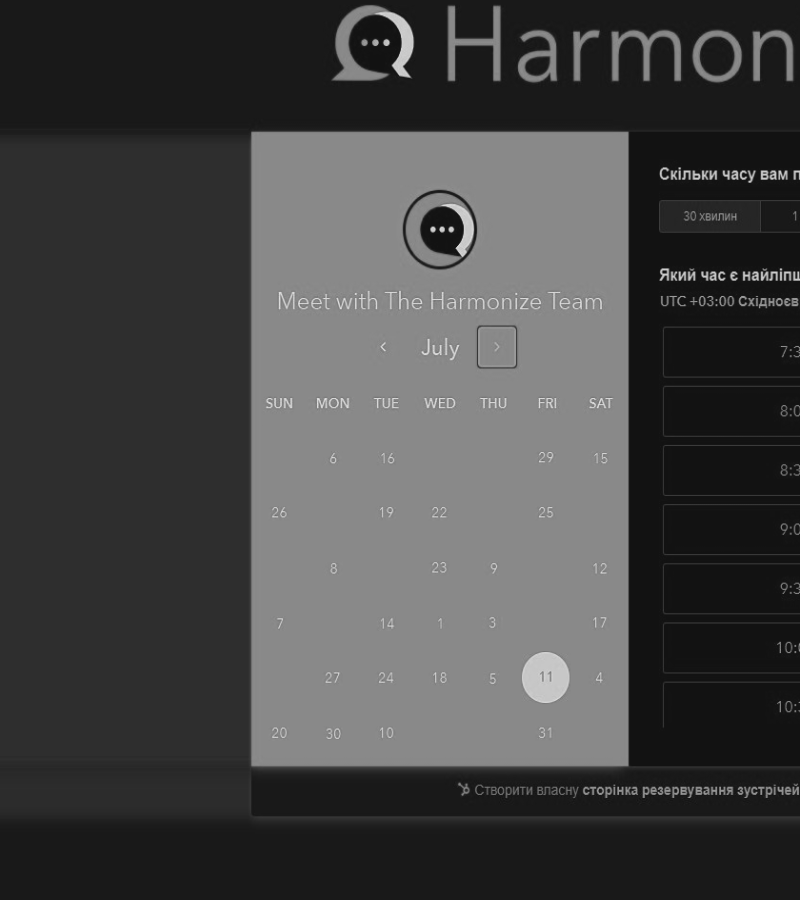 Harmon
Meet with The Harmonize Team
July
SUN MON TUE WED THU FRI SAT
6 16 29 15
26 19 22 25
8 23 9 12
7 14 1 3 17
27 24 18 5 11 4
20 30 10 31
Скільки часу вам п
30 хвилин 1
Який час є найліпш
UTC +03:00 Східноєв
7:3
8:0
8:3
9:0
9:3
10:0
10:3
Створити власну сторінка резервування зустрічей